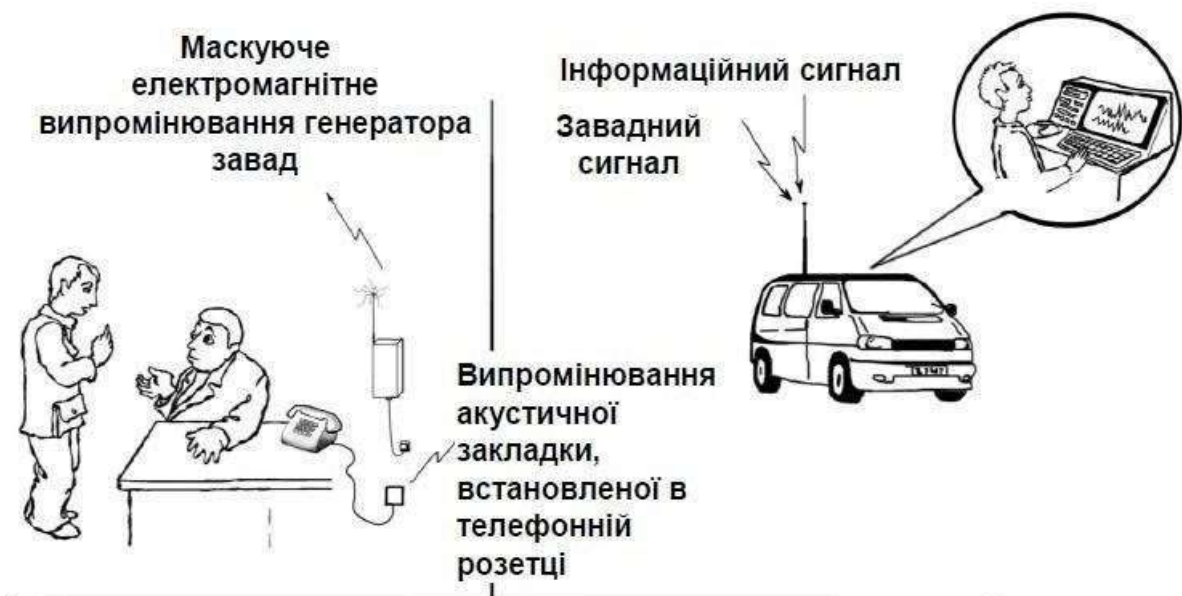 Маскуюче
електромагнітне
випромінювання генератора
завад
Інформаційний сигнал
Завадний
сигнал
Випромінювання
акустичної
закладки,
встановленої в
телефонній
розетці